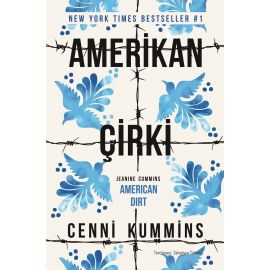 NEW YORK TIMES BESTSELLER #1
AMERİKAN
ÇİRKİ
JEANINE CUMMINS
AMERICAN
DIRT
CENNİ KUMMİNS